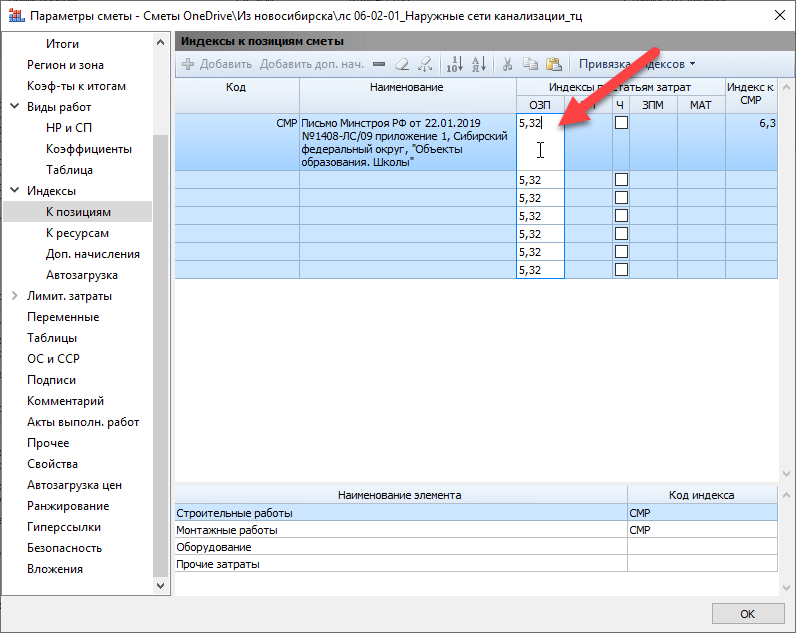 Параметры сметы - Сметы OneDrive\Из новосибирска\лс 06-02-01_Наружные сети канализации_тц
Итоги
Регион и зона
Коэф-ты к итогам
Виды работ
НР и СП
Коэффициенты
Таблица
Индексы
К позициям
К ресурсам
Доп. начисления
Автозагрузка
Лимит. затраты
Переменные
Таблицы
ОС и ССР
Подписи
Комментарий
Акты выполн. работ
Прочее
Свойства
Автозагрузка цен
Ранжирование
Гиперссылки
Безопасность
Вложения
Индексы к позициям сметы
Добавить Добавить доп. нач. Привязка
Код Наименование Индексы статьям затрат Индекс к СМР
ОЗП Ч ЗПМ МАТ
СМР Письмо Минстроя РФ от 22.01.2019 5,32 6,3
№1408-ЛС/09 приложение 1, Сибирский
федеральный округ, "Объекты
образования. Школы"
5,32
5,32
5,32
5,32
5,32
5,32
Наименование элемента Код индекса
Строительные работы СМР
Монтажные работы СМР
Оборудование
Прочие затраты
OK